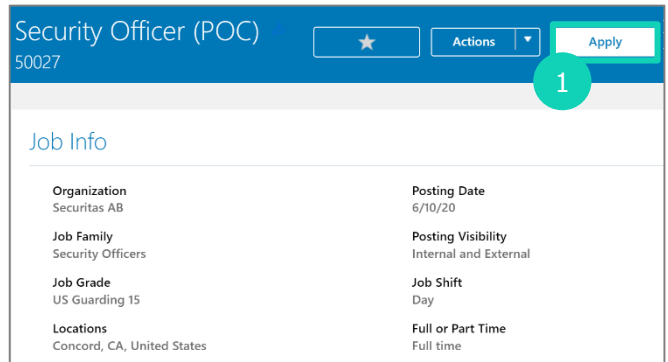 Security Officer (POC)
50027
Actions
Apply
1
Job Info
Organization
Securitas AB
Posting Date
6/10/20
Job Family
Security Officers
Posting Visibility
Internal and External
Job Grade
US Guarding 15
Job Shift
Day
Locations
Concord, CA, United States
Full or Part Time
Full time